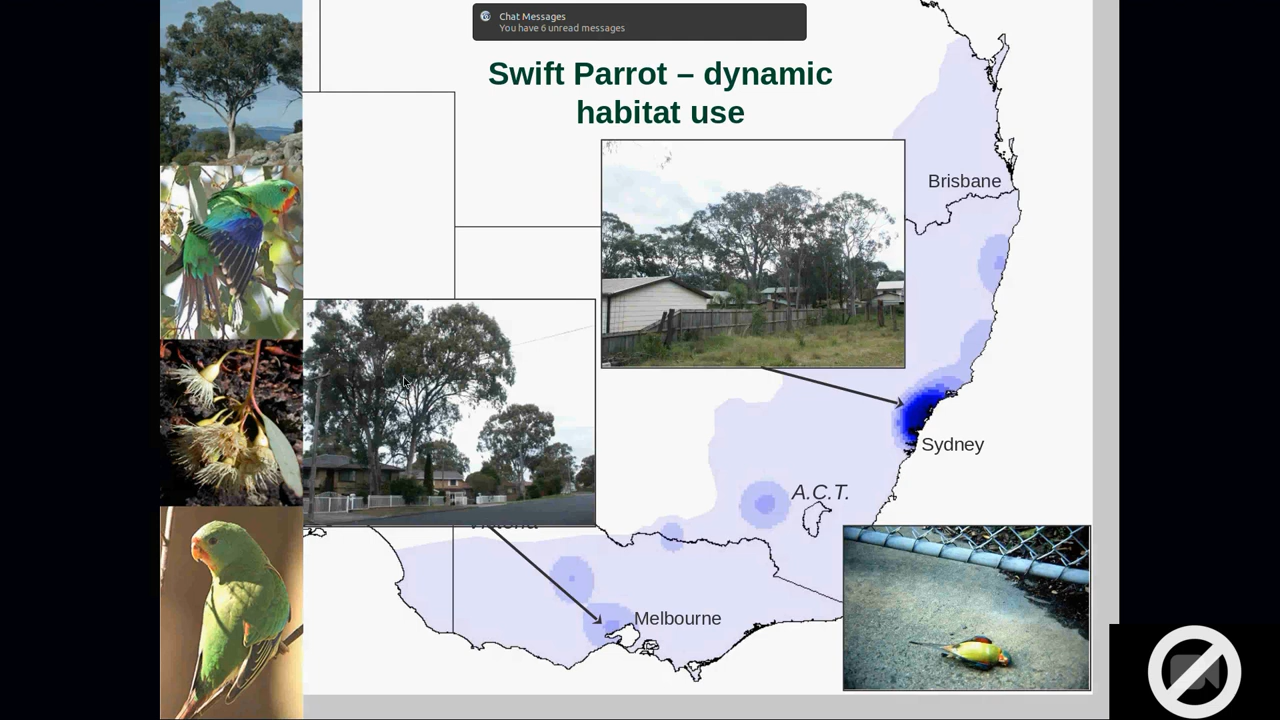 Chat Messages
You have 6 unread messages
Swift Parrot – dynamic
habitat use
Brisbane
Sydney
A.C.T.
Melbourne